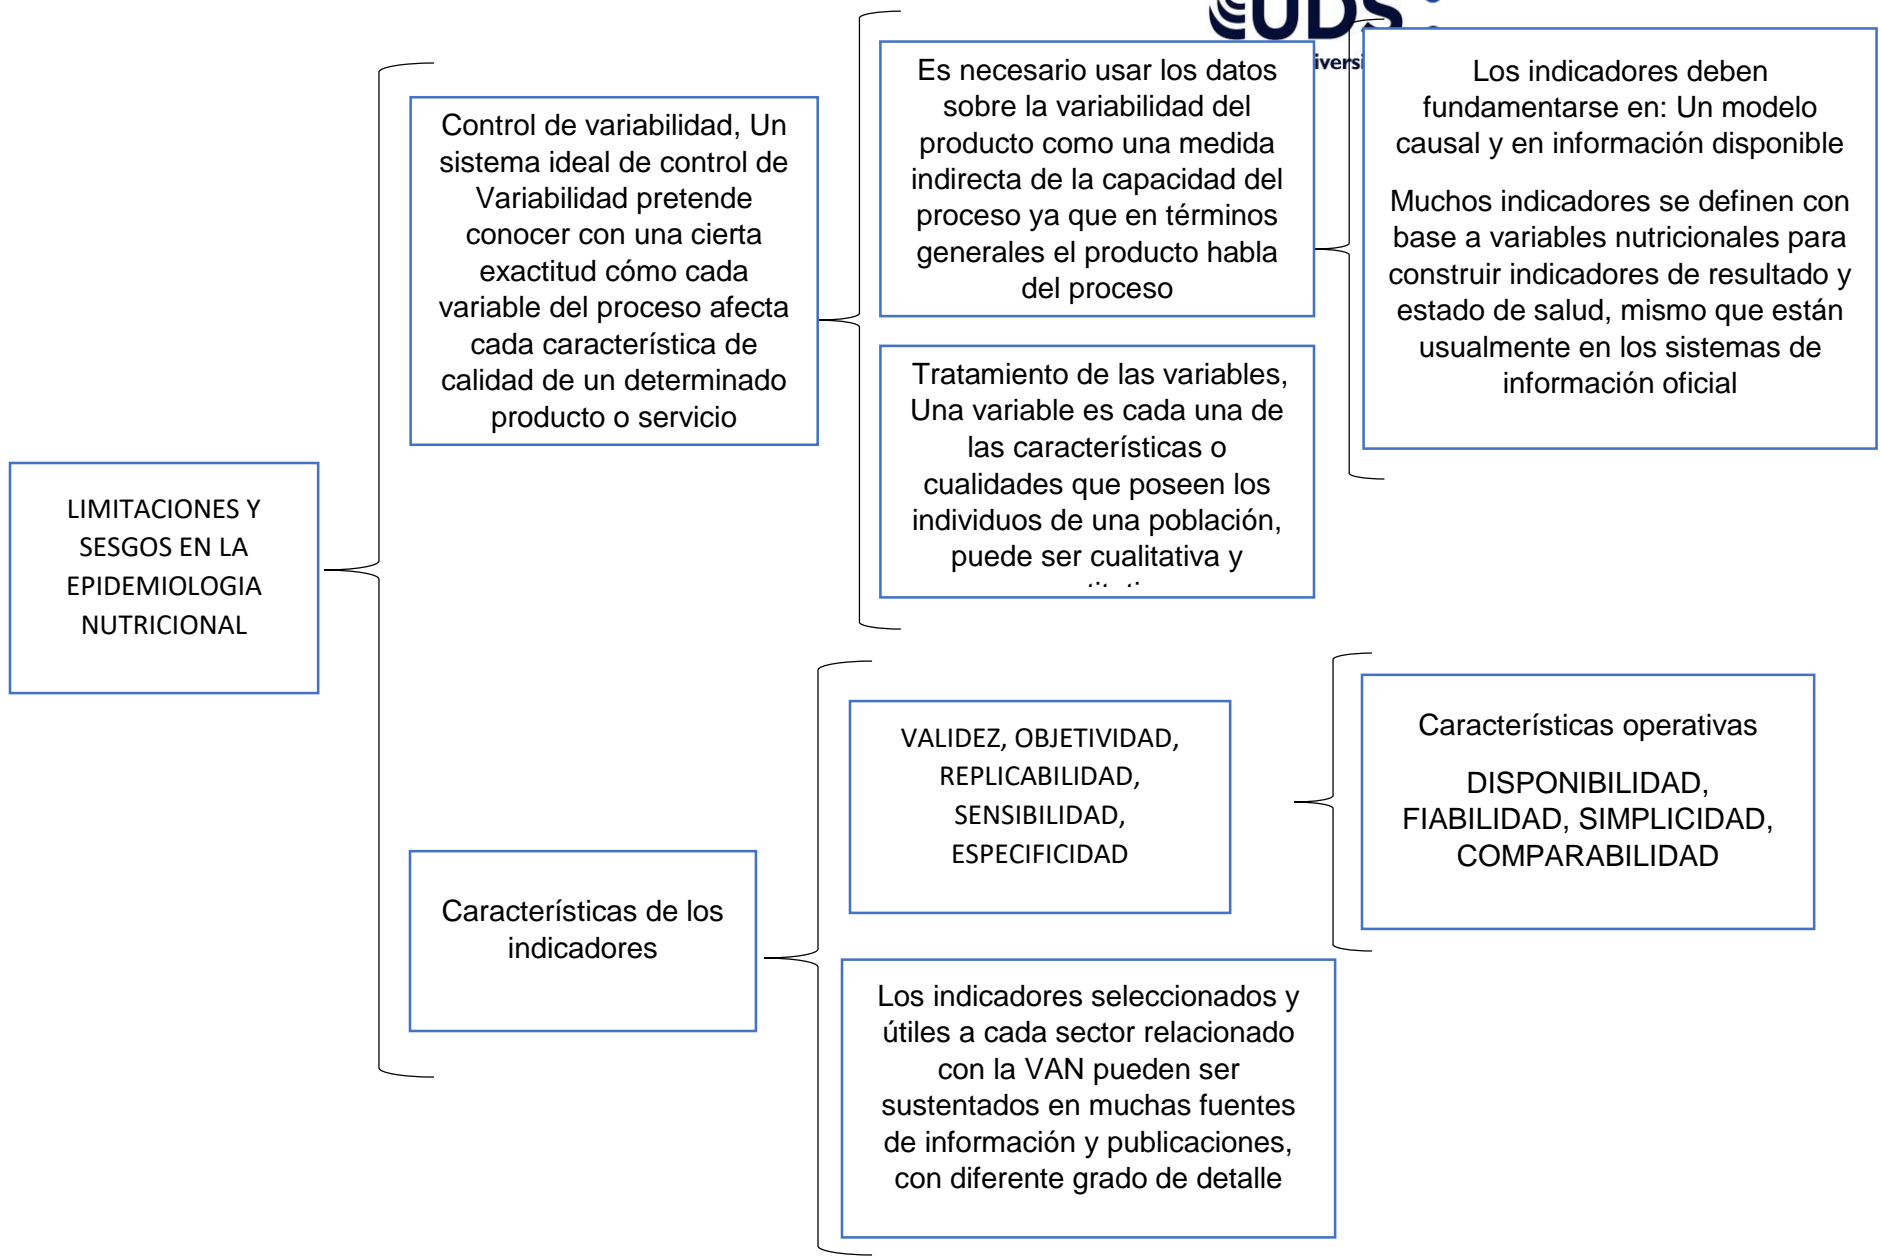 UDS
iversi
Control de variabilidad, Un
sistema ideal de control de
Variabilidad pretende
conocer con una cierta
exactitud cómo cada
variable del proceso afecta
cada característica de
calidad de un determinado
producto o servicio
Es necesario usar los datos
sobre la variabilidad del
producto como una medida
indirecta de la capacidad del
proceso ya que en términos
generales el producto habla
del proceso
Los indicadores deben
fundamentarse en: Un modelo
causal y en información disponible
Muchos indicadores se definen con
base a variables nutricionales para
construir indicadores de resultado y
estado de salud, mismo que están
usualmente en los sistemas de
información oficial
Tratamiento de las variables,
Una variable es cada una de
las características o
cualidades que poseen los
individuos de una población,
puede ser cualitativa y
LIMITACIONES Y
SESGOS EN LA
EPIDEMIOLOGIA
NUTRICIONAL
VALIDEZ, OBJETIVIDAD,
REPLICABILIDAD,
SENSIBILIDAD,
ESPECIFICIDAD
Características operativas
DISPONIBILIDAD,
FIABILIDAD, SIMPLICIDAD,
COMPARABILIDAD
Características de los
indicadores
Los indicadores seleccionados y
útiles a cada sector relacionado
con la VAN pueden ser
sustentados en muchas fuentes
de información y publicaciones,
con diferente grado de detalle